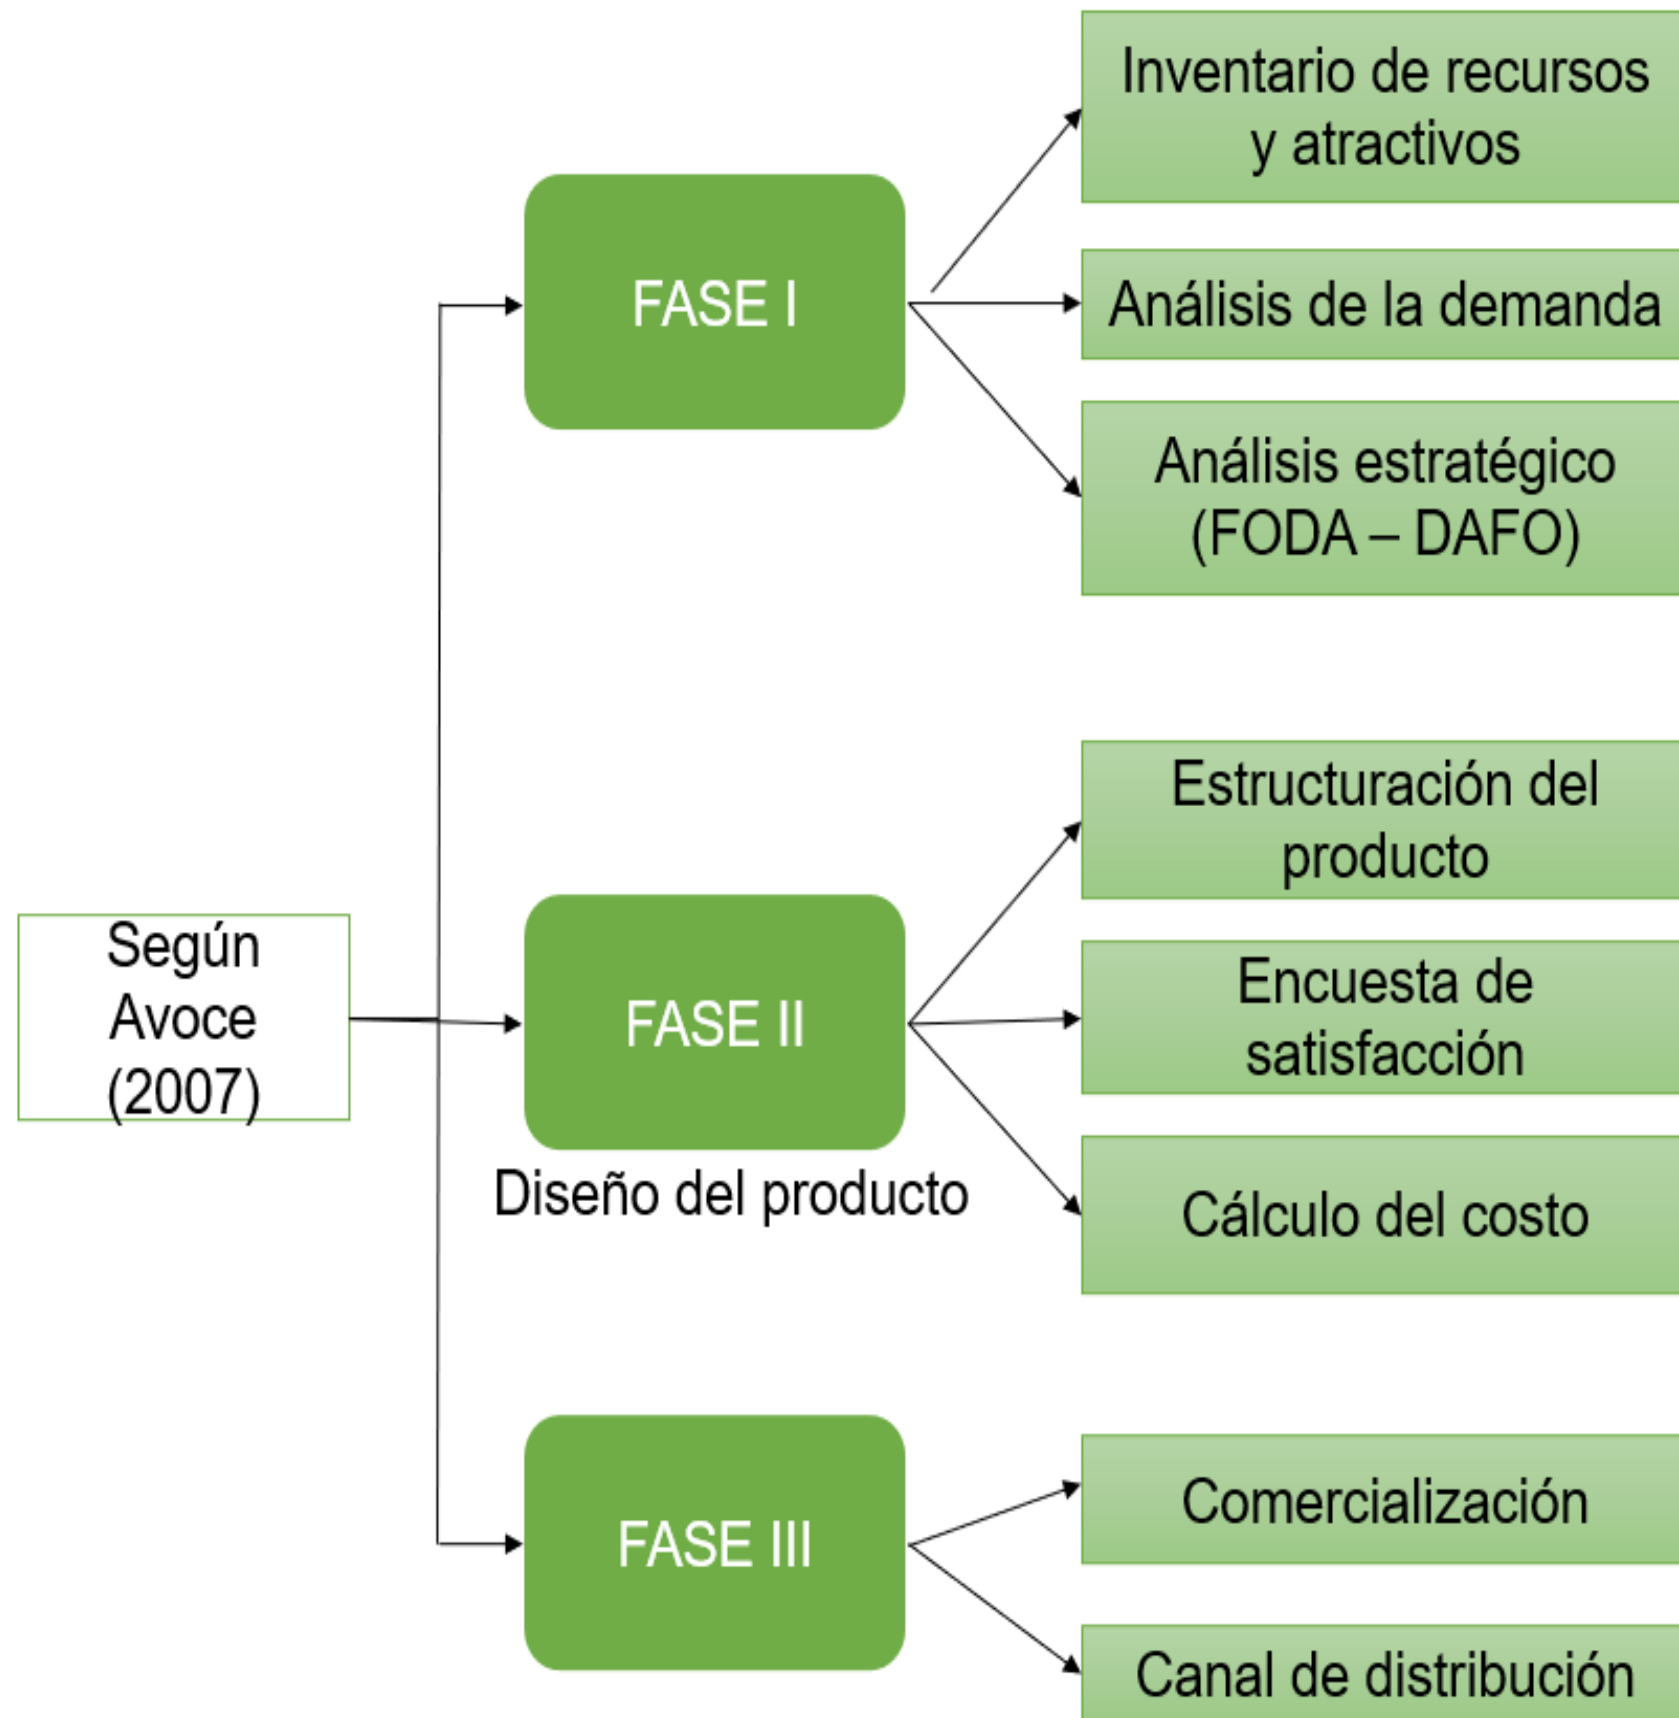 Inventario de recursos
y atractivos
FASE I
Análisis de la demanda
Análisis estratégico
(FODA – DAFO)
Estructuración del
producto
Según
Avoce
(2007)
FASE II
Diseño del producto
Encuesta de
satisfacción
Cálculo del costo
FASE III
Comercialización
Canal de distribución